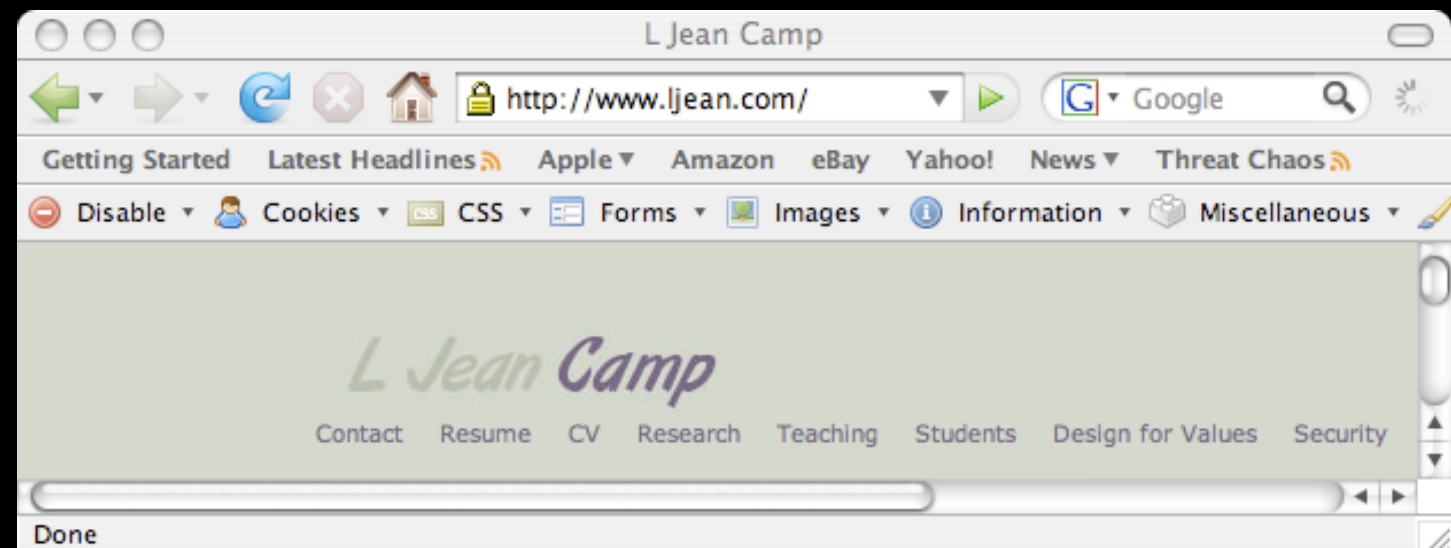 L Jean Camp
http://www.ljean.com/ G Google
Getting Started Latest Headlines Apple Amazon eBay Yahoo! News Threat Chaos
Disable Cookies CSS CSS Forms Images Information Miscellaneous
L Jean Camp
Contact Resume CV Research Teaching Students Design for Values Security
Done